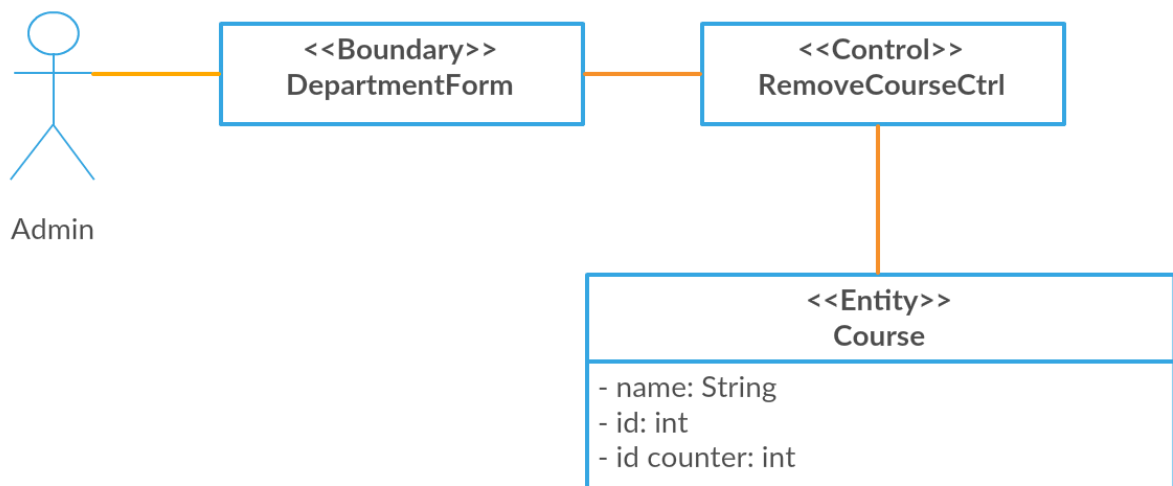 <<Boundary>>
DepartmentForm
<<Control>>
RemoveCourseCtrl
Admin
<<Entity>>
Course
- name: String
- id: int
- id counter: int